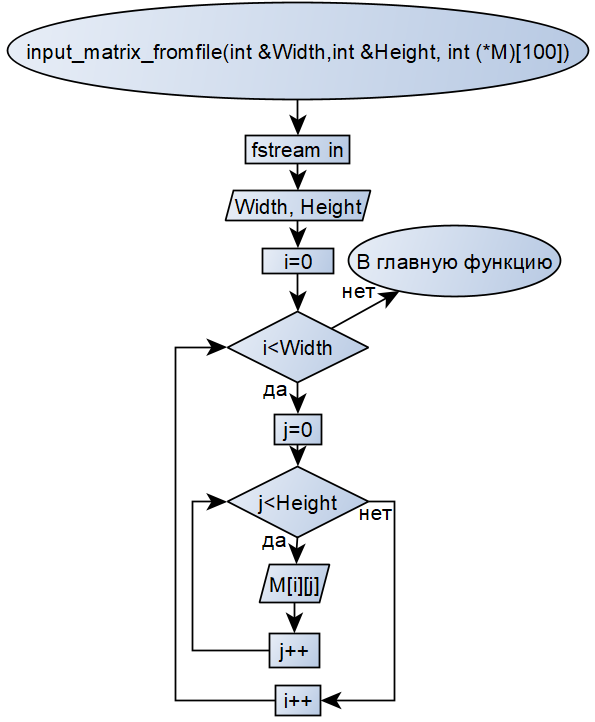 input_matrix_fromfile(int &Width,int &Height, int (*M)[100])
fstream in
Width, Height
i=0
В главную функцию
нет
i<Width
да
j=0
j<Height
нет
да
M[i][j]
j++
i++